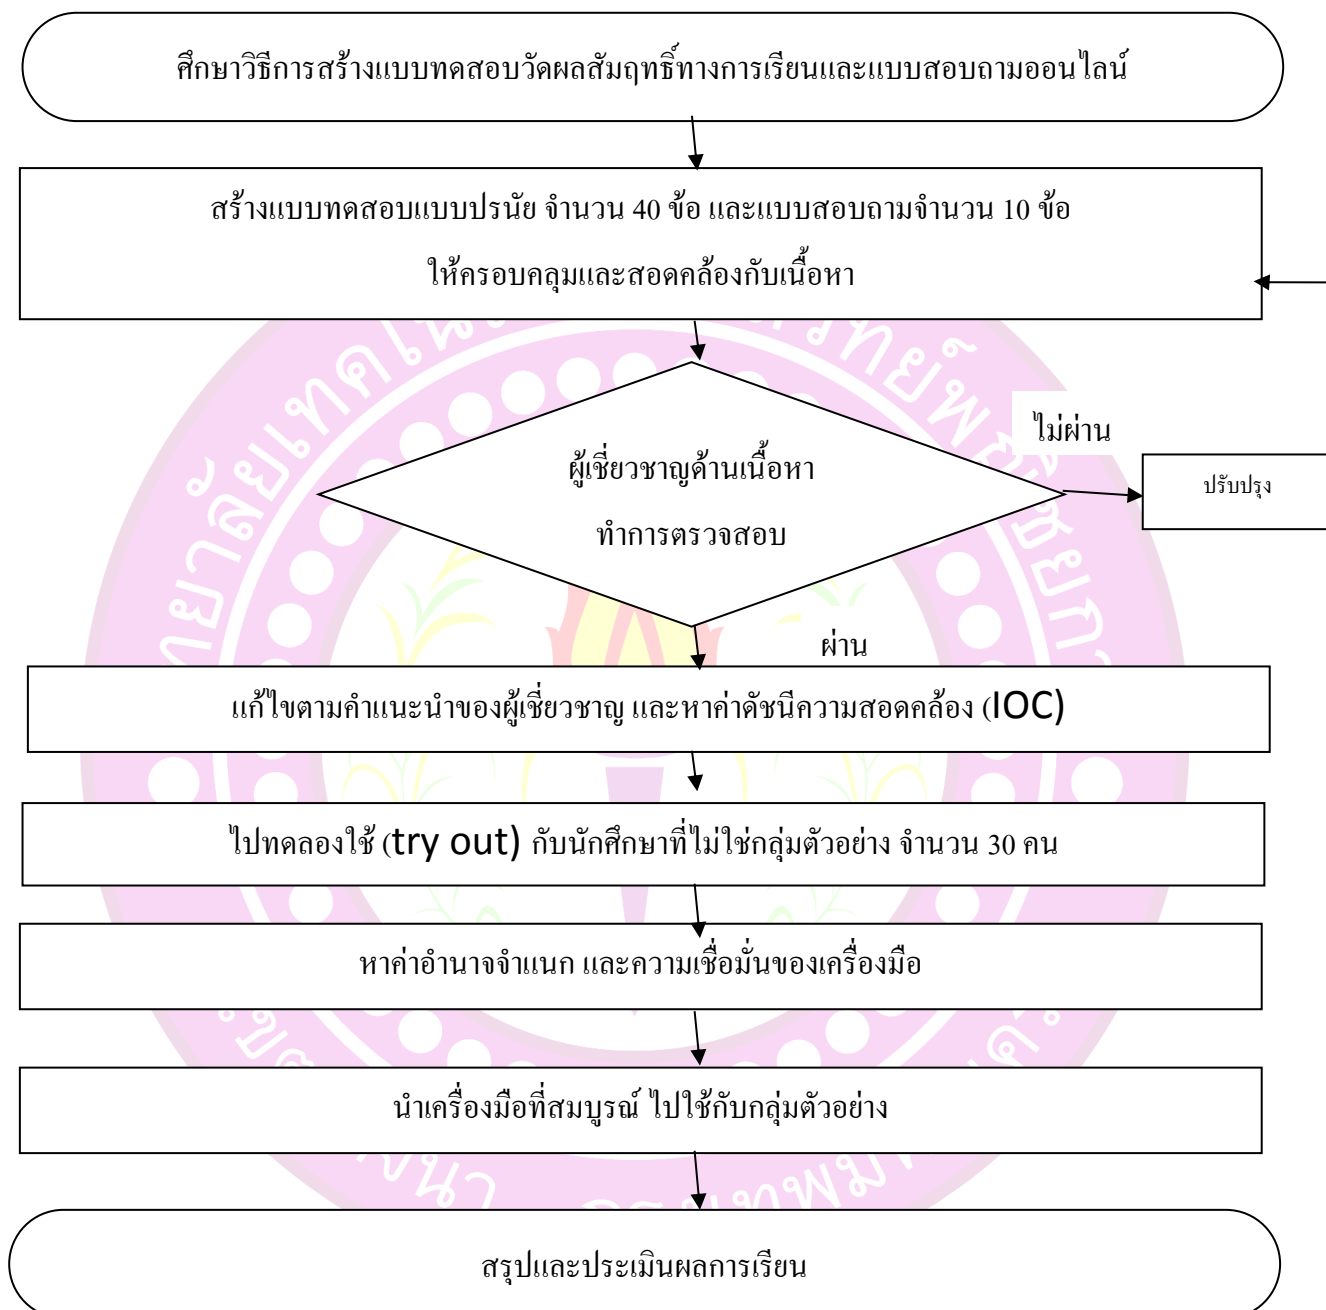 ศึกษาวิธีการสร้างแบบทดสอบวัดผลสัมฤทธิ์ทางการเรียนและแบบสอบถามออนไลน์
สร้างแบบทดสอบแบบปรนัย จำนวน 40 ข้อ และแบบสอบถามจำนวน 10 ข้อ
ให้ครอบคลุมและสอดคล้องกับเนื้อหา
ไม่ผ่าน
ผู้เชี่ยวชาญด้านเนื้อหา
ทำการตรวจสอบ
ปรับปรุง
ผ่าน
แก้ไขตามคำแนะนำของผู้เชี่ยวชาญ และหาค่าดัชนีความสอดคล้อง (IOC)
ไปทดลองใช้ (try out) กับนักศึกษาที่ไม่ใช่กลุ่มตัวอย่าง จำนวน 30 คน
หาค่าอำนาจจำแนก และความเชื่อมั่นของเครื่องมือ
นำเครื่องมือที่สมบูรณ์ ไปใช้กับกลุ่มตัวอย่าง
สรุปและประเมินผลการเรียน